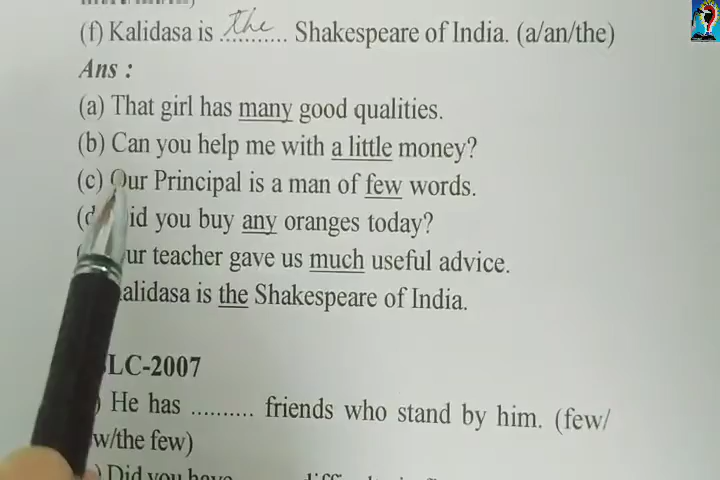 (f) Kalidasa is ...the... Shakespeare of India. (a/an/the)
Ans :
(a) That girl has many good qualities.
(b) Can you help me with a little money?
(c) Our Principal is a man of few words.
(d id you buy any oranges today?
ur teacher gave us much useful advice.
alidasa is the Shakespeare of India.
LC-2007
) He has .......... friends who stand by him. (few/
w/the few)
) Did you have